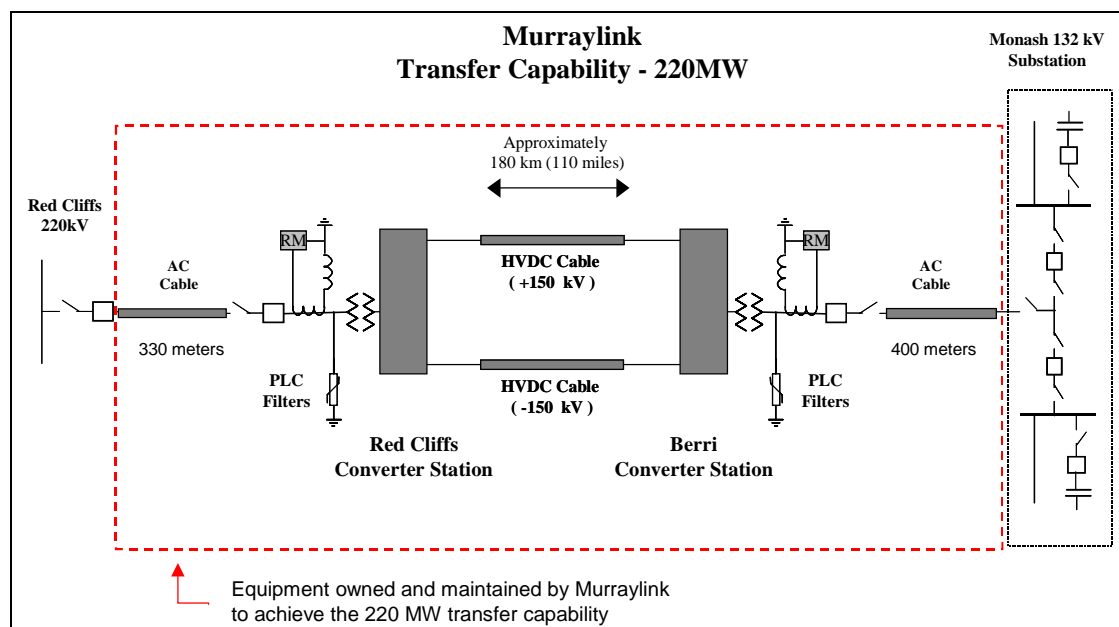 Murraylink
Transfer Capability - 220MW
Monash 132 kV
Substation
Approximately
180 km (110 miles)
Red Cliffs
220kV
RM
RM
AC
Cable
HVDC Cable
( +150 kV )
AC
Cable
330 meters
400 meters
PLC
Filters
HVDC Cable
( -150 kV )
PLC
Filters
Red Cliffs
Converter Station
Berri
Converter Station
Equipment owned and maintained by Murraylink
to achieve the 220 MW transfer capability